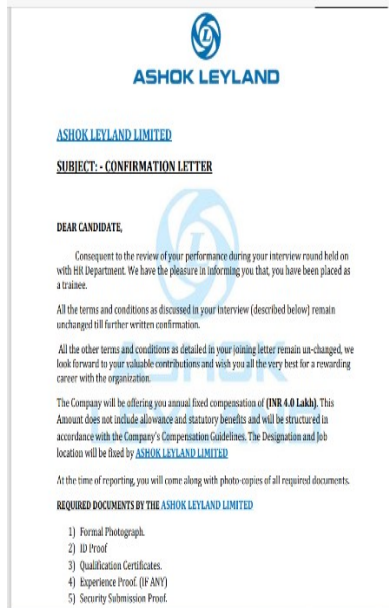 ASHOK LEYLAND
ASHOK LEYLAND LIMITED
SUBJECT: - CONFIRMATION LETTER
DEAR CANDIDATE,
Consequent to the review of your performance during your interview round held on
with HR Department. We have the pleasure in informing you that, you have been placed as
a trainee.
All the terms and conditions as discussed in your interview (described below) remain
unchanged till further written confirmation.
All the other terms and conditions as detailed in your joining letter remain un-changed, we
look forward to your valuable contributions and wish you all the very best for a rewarding
career with the organization.
The Company will be offering you annual fixed compensation of (INR 4.0 Lakh). This
Amount does not include allowance and statutory benefits and will be structured in
accordance with the Company's Compensation Guidelines. The Designation and Job
location will be fixed by ASHOK LEYLAND LIMITED
At the time of reporting, you will come along with photo-copies of all required documents.
REQUIRED DOCUMENTS BY THE ASHOK LEYLAND LIMITED
1) Formal Photograph.
2) ID Proof
3) Qualification Certificates.
4) Experience Proof. (IF ANY)
5) Security Submission Proof.
ASHOK
LEYLAND